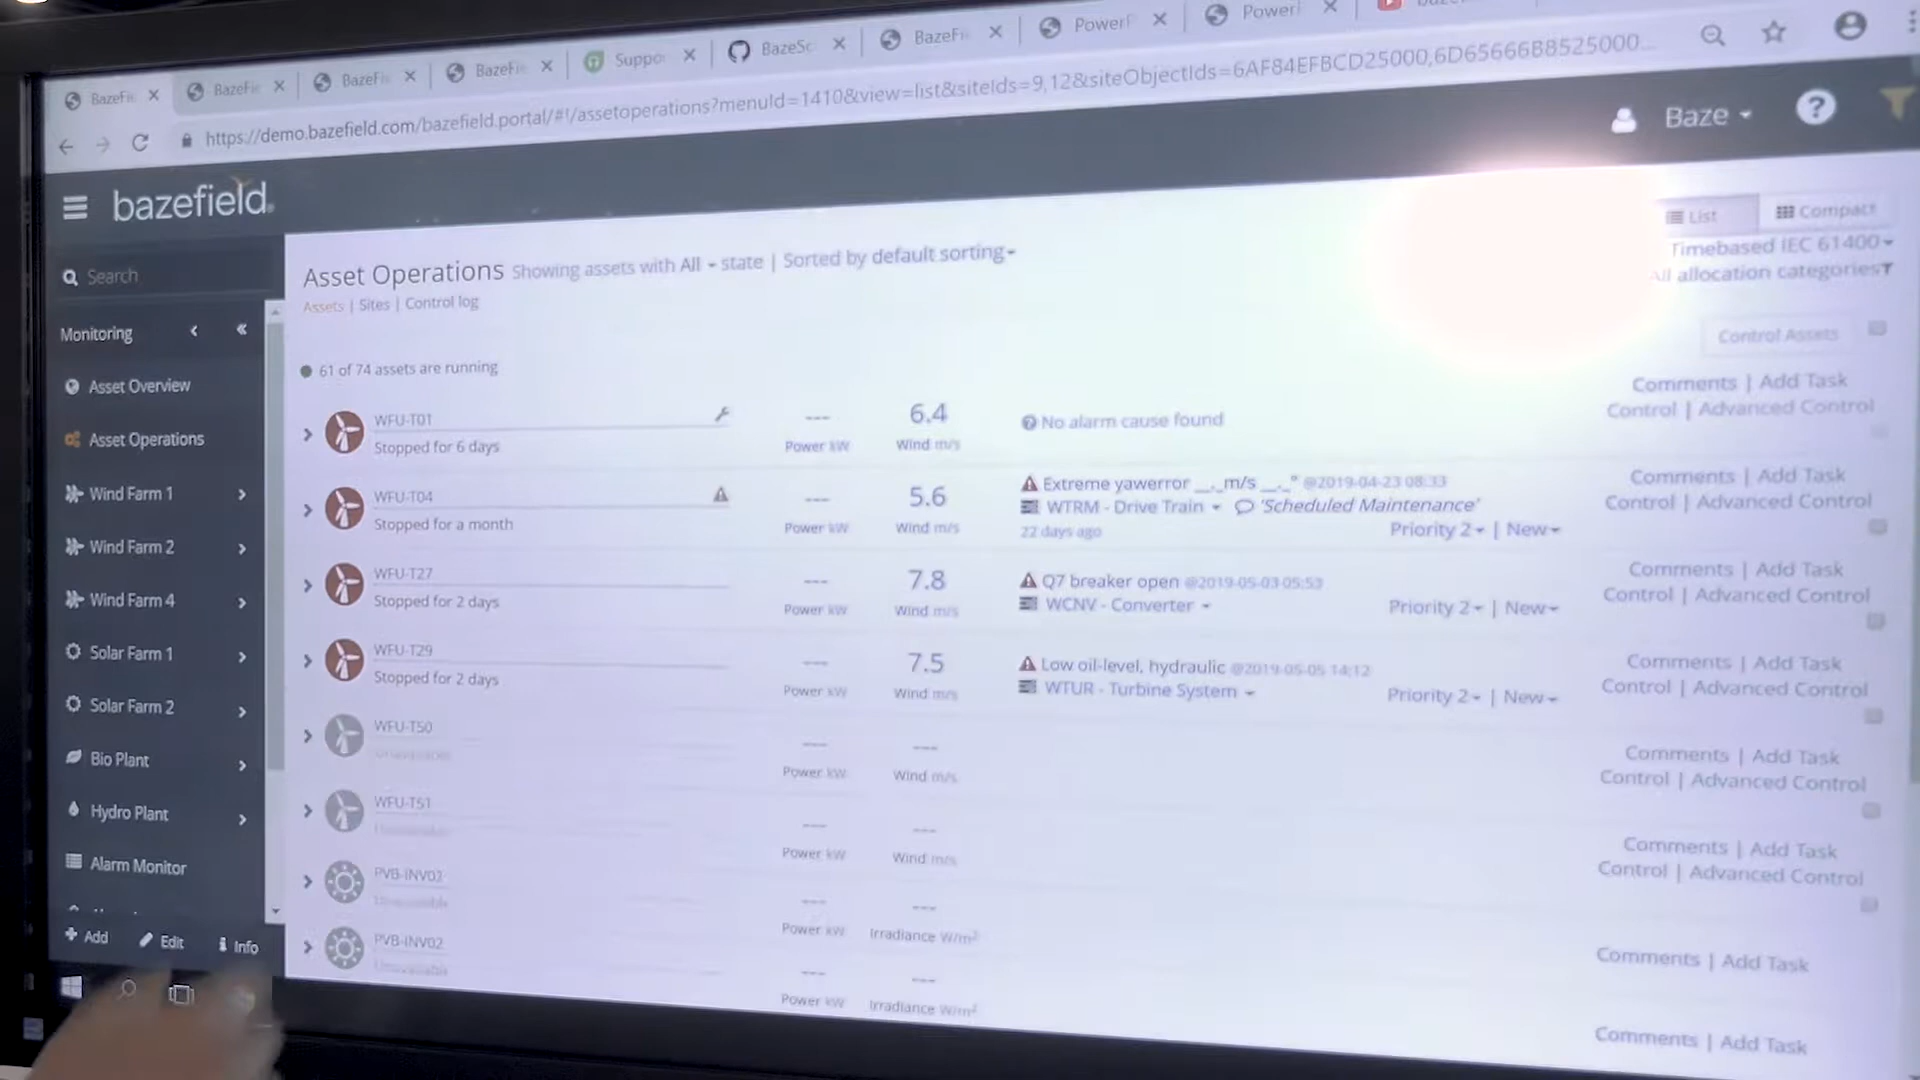 BazeFie
BazeFie
BazeFie
BazeFie
Suppo
BazeSc
BazeFi
PowerF
Power
https://demo.bazefield.com/bazefield.portal/#!/assetoperations?menuId=1410&view=list&siteIds=9,12&siteObjectIds=6AF84EFBCD25000,6D65666B8525000...
Baze
bazefield
List
Compact
Search
Asset Operations Showing assets with All state | Sorted by default sorting
Timebased IEC 61400
All allocation categories
Assets | Sites | Control log
Monitoring
Control Assets
61 of 74 assets are running
Asset Overview
Asset Operations
Wind Farm 1
Wind Farm 2
Wind Farm 4
Solar Farm 1
Solar Farm 2
Bio Plant
Hydro Plant
Alarm Monitor
Add Edit Info
WFU-T01
Stopped for 6 days
--- Power kW
6.4 Wind m/s
No alarm cause found
Comments | Add Task
Control | Advanced Control
WFU-T04
Stopped for a month
--- Power kW
5.6 Wind m/s
Extreme yawerror __._m/s __._° @2019-04-23 08:33
WTRM - Drive Train 'Scheduled Maintenance'
22 days ago Priority 2 | New
Comments | Add Task
Control | Advanced Control
WFU-T27
Stopped for 2 days
--- Power kW
7.8 Wind m/s
Q7 breaker open @2019-05-03 05:53
WCNV - Converter Priority 2 | New
Comments | Add Task
Control | Advanced Control
WFU-T29
Stopped for 2 days
--- Power kW
7.5 Wind m/s
Low oil-level, hydraulic @2019-05-05 14:12
WTUR - Turbine System Priority 2 | New
Comments | Add Task
Control | Advanced Control
WFU-T50
--- Power kW
--- Wind m/s
Comments | Add Task
Control | Advanced Control
WFU-T51
--- Power kW
--- Wind m/s
Comments | Add Task
Control | Advanced Control
PVB-INV03
--- Power kW
--- Irradiance W/m²
Comments | Add Task
PVB-INV02
--- Power kW
--- Irradiance W/m²
Comments | Add Task